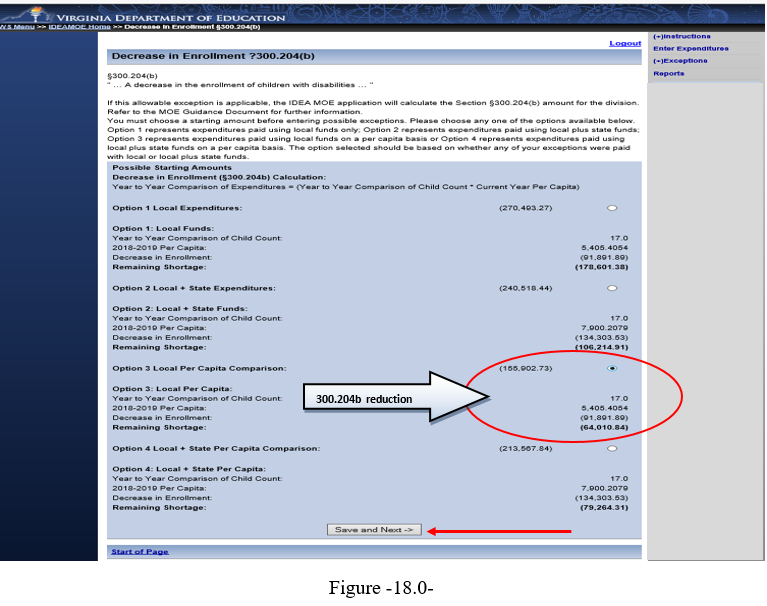 VIRGINIA DEPARTMENT OF EDUCATION
WS Menu >> IDEAMOE Home >> Decrease in Enrollment §300.204(b)
Logout
(+)Instructions
Enter Expenditures
(-)Exceptions
Reports
Decrease in Enrollment ?300.204(b)
§300.204(b)
" ... A decrease in the enrollment of children with disabilities ... "
If this allowable exception is applicable, the IDEA MOE application will calculate the Section §300.204(b) amount for the division.
Refer to the MOE Guidance Document for further information.
You must choose a starting amount before entering possible exceptions. Please choose any one of the options available below.
Option 1 represents expenditures paid using local funds only; Option 2 represents expenditures paid using local plus state funds;
Option 3 represents expenditures paid using local funds on a per capita basis or Option 4 represents expenditures paid using
local plus state funds on a per capita basis. The option selected should be based on whether any of your exceptions were paid
with local or local plus state funds.
Possible Starting Amounts
Decrease in Enrollment (§300.204(b) Calculation:
Year to Year Comparison of Expenditures = (Year to Year Comparison of Child Count * Current Year Per Capita)
Option 1 Local Expenditures: (270,493.27)
Option 1: Local Funds:
Year to Year Comparison of Child Count: 17.0
2018-2019 Per Capita: 5,405.4054
Decrease in Enrollment: (91,891.89)
Remaining Shortage: (178,601.38)
Option 2 Local + State Expenditures: (240,518.44)
Option 2: Local + State Funds:
Year to Year Comparison of Child Count: 17.0
2018-2019 Per Capita: 7,900.2079
Decrease in Enrollment: (134,303.53)
Remaining Shortage: (106,214.91)
Option 3 Local Per Capita Comparison: (155,902.73)
Option 3: Local Per Capita:
Year to Year Comparison of Child Count: 17.0
2018-2019 Per Capita: 5,405.4054
Decrease in Enrollment: (91,891.89)
Remaining Shortage: (64,010.84)
300.204b reduction
Option 4 Local + State Per Capita Comparison: (213,567.84)
Option 4: Local + State Per Capita:
Year to Year Comparison of Child Count: 17.0
2018-2019 Per Capita: 7,900.2079
Decrease in Enrollment: (134,303.53)
Remaining Shortage: (79,264.31)
Save and Next ->
Start of Page
Figure -18.0-